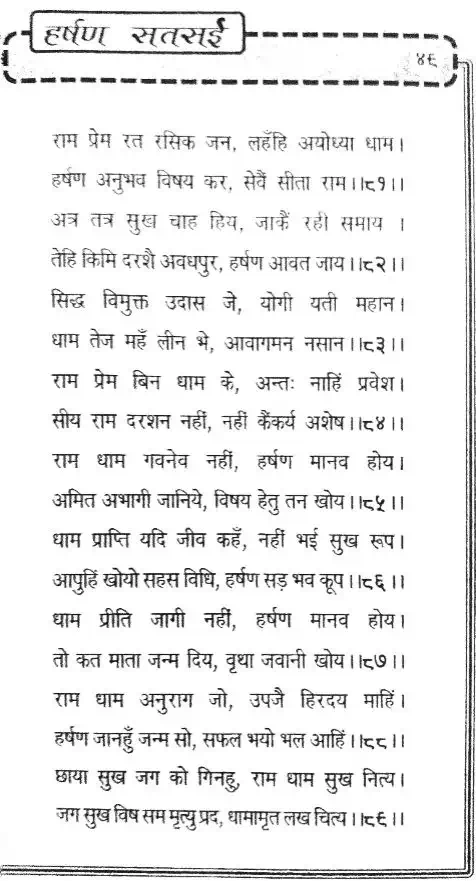 हर्षण सतसई
४६
राम प्रेम रत रसिक जन, लहँहि अयोध्या धाम।
हर्षण अनुभव विषय कर, सेवैं सीता राम।।८१।।
अत्र तत्र सुख चाह हिय, जाकैं रही समाय ।
तेहि किमि दरशै अवधपुर, हर्षण आवत जाय।।८२।।
सिद्ध विमुक्त उदास जे, योगी यती महान।
धाम तेज महँ लीन भे, आवागमन नसान।।८३।।
राम प्रेम बिन धाम के, अन्तः नाहिं प्रवेश।
सीय राम दरशन नहीं, नहीं कैंकर्य अशेष।।८४।।
राम धाम गवनेव नहीं, हर्षण मानव होय।
अमित अभागी जानिये, विषय हेतु तन खोय।।८५।।
धाम प्राप्ति यदि जीव कहँ, नहीं भई सुख रूप।
आपुहिं खोयो सहस विधि, हर्षण सड़ भव कूप।।८६।।
धाम प्रीति जागी नहीं, हर्षण मानव होय।
तो कत माता जन्म दिय, वृथा जवानी खोय।।८७।।
राम धाम अनुराग जो, उपजै हिरदय माहिं।
हर्षण जानहुँ जन्म सो, सफल भयो भल आहिं।।८८।।
छाया सुख जग को गिनहु, राम धाम सुख नित्य।
जग सुख विष सम मृत्यु प्रद, धामामृत लख चित्य।।८९।।